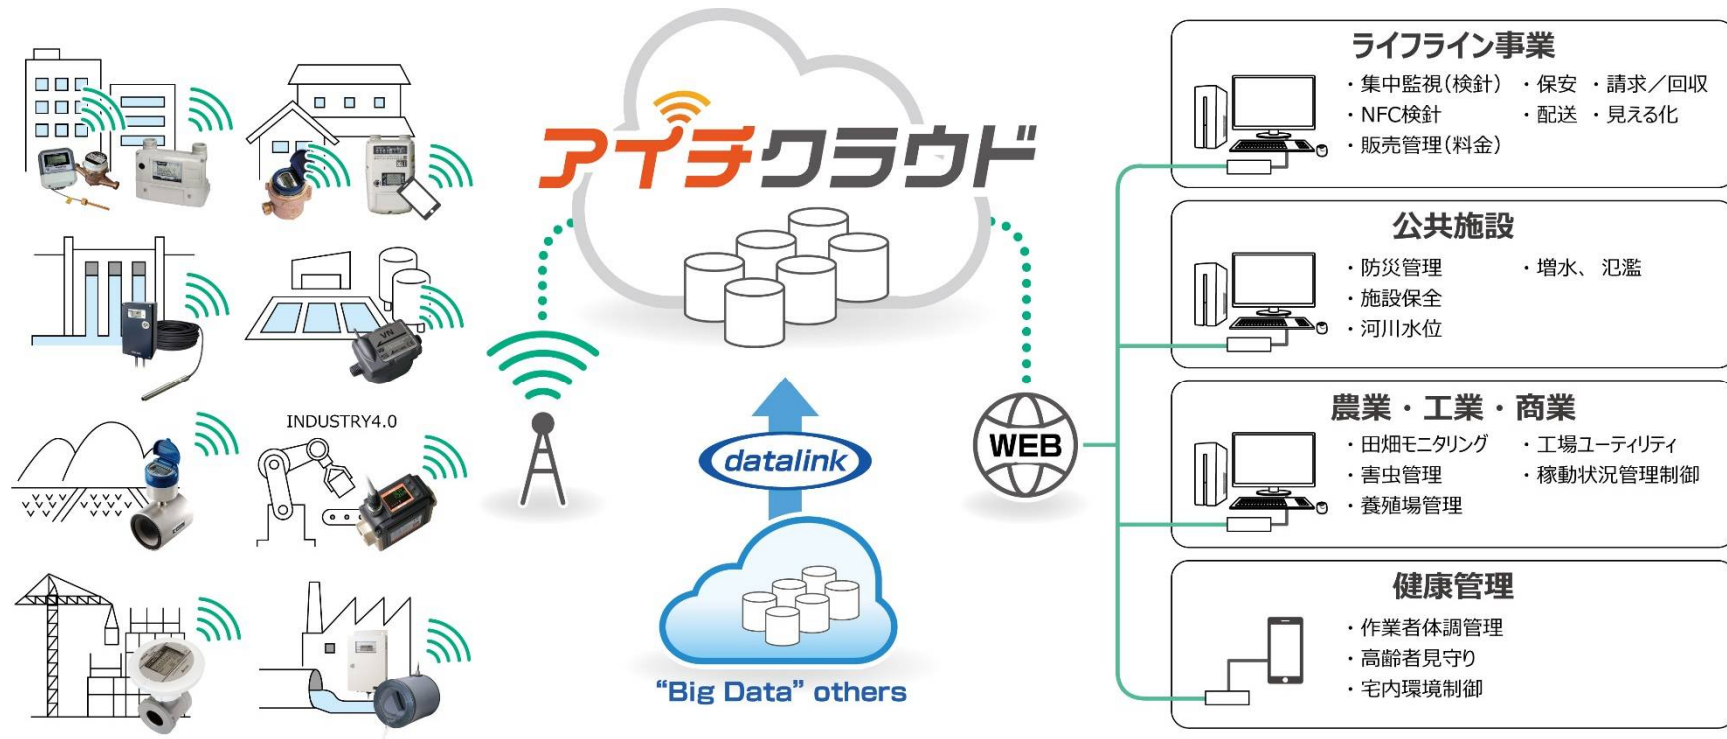 アイチクラウド
INDUSTRY4.0
VN
datalink
"Big Data" others
WEB
ライフライン事業
・集中監視(検針) ・保安 ・請求／回収
・NFC検針 ・配送 ・見える化
・販売管理(料金)
公共施設
・防災管理 ・増水、氾濫
・施設保全
・河川水位
農業・工業・商業
・田畑モニタリング ・工場ユーティリティ
・害虫管理 ・稼動状況管理制御
・養殖場管理
健康管理
・作業者体調管理
・高齢者見守り
・宅内環境制御